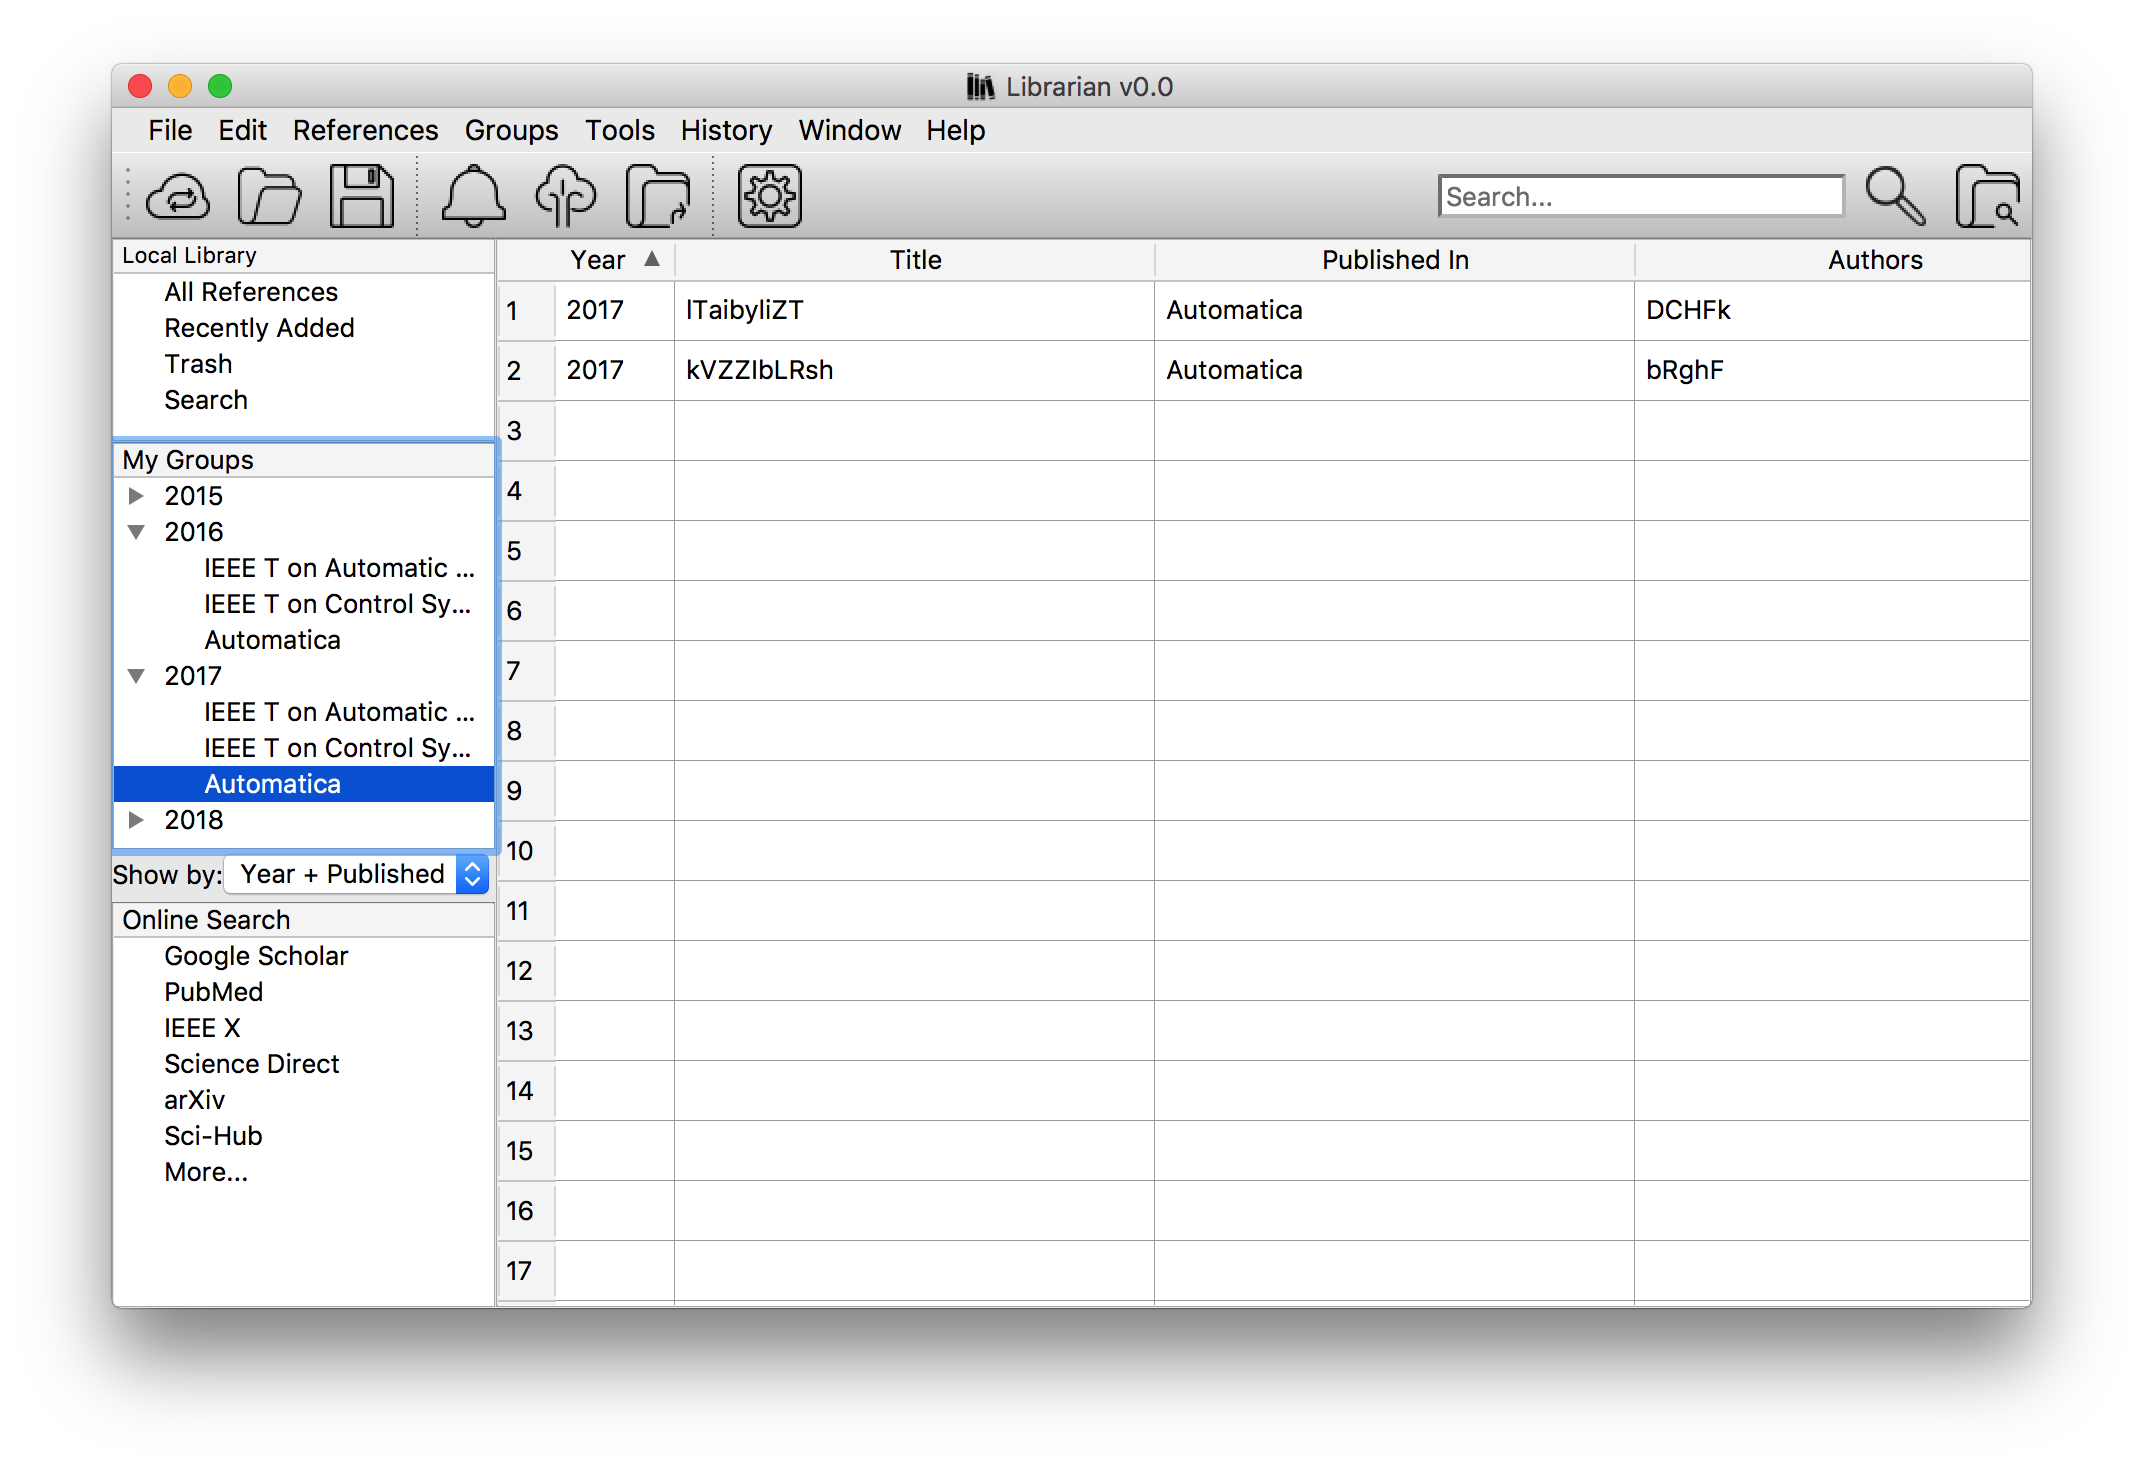 Librarian v0.0
File Edit References Groups Tools History Window Help
Search...
Local Library
All References
Recently Added
Trash
Search
My Groups
2015
2016
IEEE T on Automatic ...
IEEE T on Control Sy...
Automatica
2017
IEEE T on Automatic ...
IEEE T on Control Sy...
Automatica
2018
Show by: Year + Published
Online Search
Google Scholar
PubMed
IEEE X
Science Direct
arXiv
Sci-Hub
More...
Year Title Published In Authors
1 2017 lTaibyliZT Automatica DCHFk
2 2017 kVZZIbLRsh Automatica bRghF
3
4
5
6
7
8
9
10
11
12
13
14
15
16
17